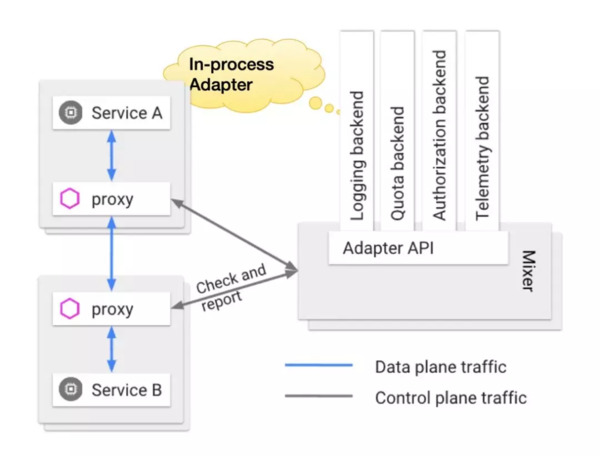 In-process
Adapter
Service A
proxy
proxy
Service B
Check and
report
Logging backend
Quota backend
Authorization backend
Telemetry backend
Adapter API
Mixer
Data plane traffic
Control plane traffic